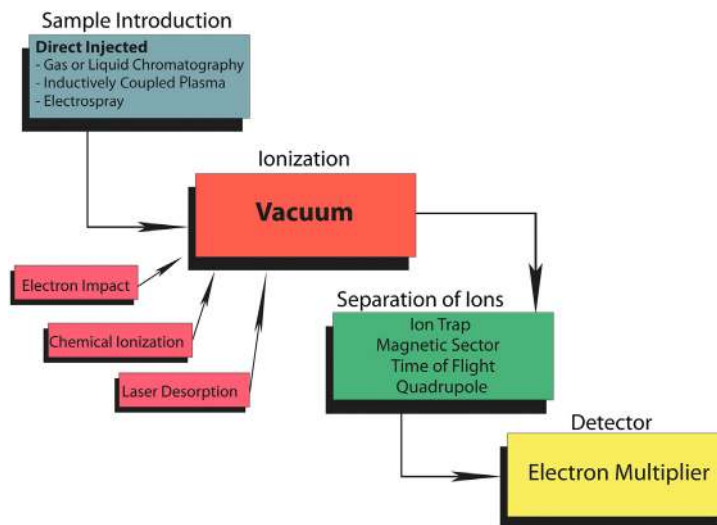 Sample Introduction
Direct Injected
- Gas or Liquid Chromatography
- Inductively Coupled Plasma
- Electrospray
Ionization
Vacuum
Electron Impact
Chemical Ionization
Laser Desorption
Separation of Ions
Ion Trap
Magnetic Sector
Time of Flight
Quadrupole
Detector
Electron Multiplier